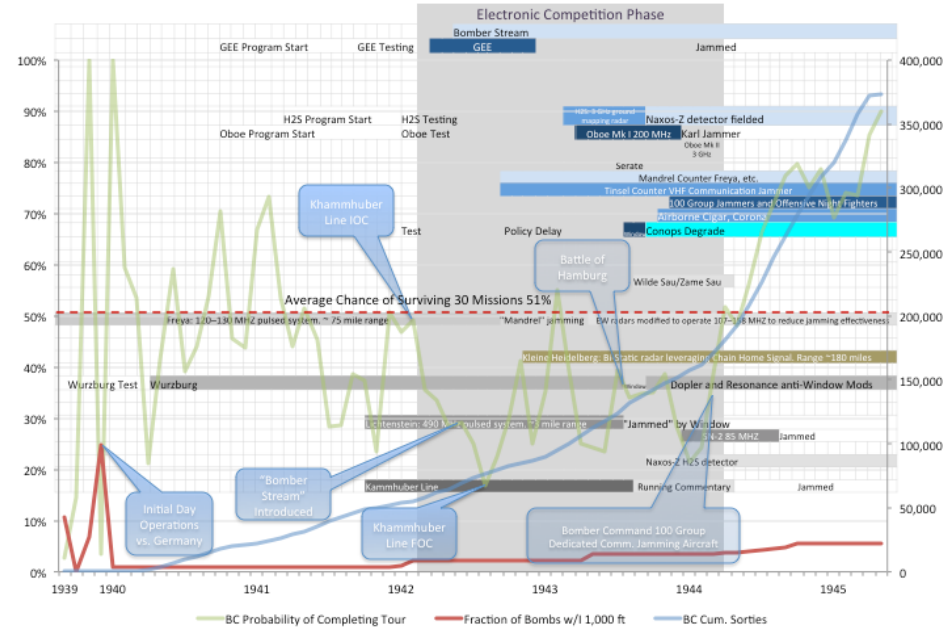 Electronic Competition Phase
Bomber Stream
GEE Program Start
GEE Testing
GEE
Jammed
100%
400,000
90%
350,000
H2S Program Start
H2S Testing
H2S-3 GHz ground
mapping radar
Naxos-Z detector fielded
Oboe Program Start
Oboe Test
Oboe Mk I 200 MHz
Karl Jammer
Oboe Mk II
3 GHz
80%
300,000
Serate
Mandrel Counter Freya, etc.
Tinsel Counter VHF Communication Jammer
100 Group Jammers and Offensive Night Fighters
70%
250,000
Airborne Cigar, Corona
Khammhuber
Line IOC
Test
Policy Delay
Window
Conops Degrade
Battle of
Hamburg
60%
Wilde Sau/Zame Sau
Average Chance of Surviving 30 Missions 51%
50%
200,000
Freya: 120–130 MHZ pulsed system. ~ 75 mile range
"Mandrel" jamming
EW radars modified to operate 107–158 MHZ to reduce jamming effectiveness
Kleine Heidelberg: Bi-Static radar leveraging Chain Home Signal. Range ~180 miles
40%
150,000
Wurzburg Test
Wurzburg
Window
Dopler and Resonance anti-Window Mods
30%
Lichtenstein: 490 MHz pulsed system. ~3 mile range
"Jammed" by Window
SN-2 85 MHZ
Jammed
100,000
20%
Naxos-Z H2S detector
"Bomber
Stream"
Introduced
Kammhuber Line
Running Commentary
Jammed
Initial Day
Operations
vs. Germany
Khammhuber
Line FOC
Bomber Command 100 Group
Dedicated Comm. Jamming Aircraft
10%
50,000
0%
0
1939
1940
1941
1942
1943
1944
1945
BC Probability of Completing Tour
Fraction of Bombs w/I 1,000 ft
BC Cum. Sorties